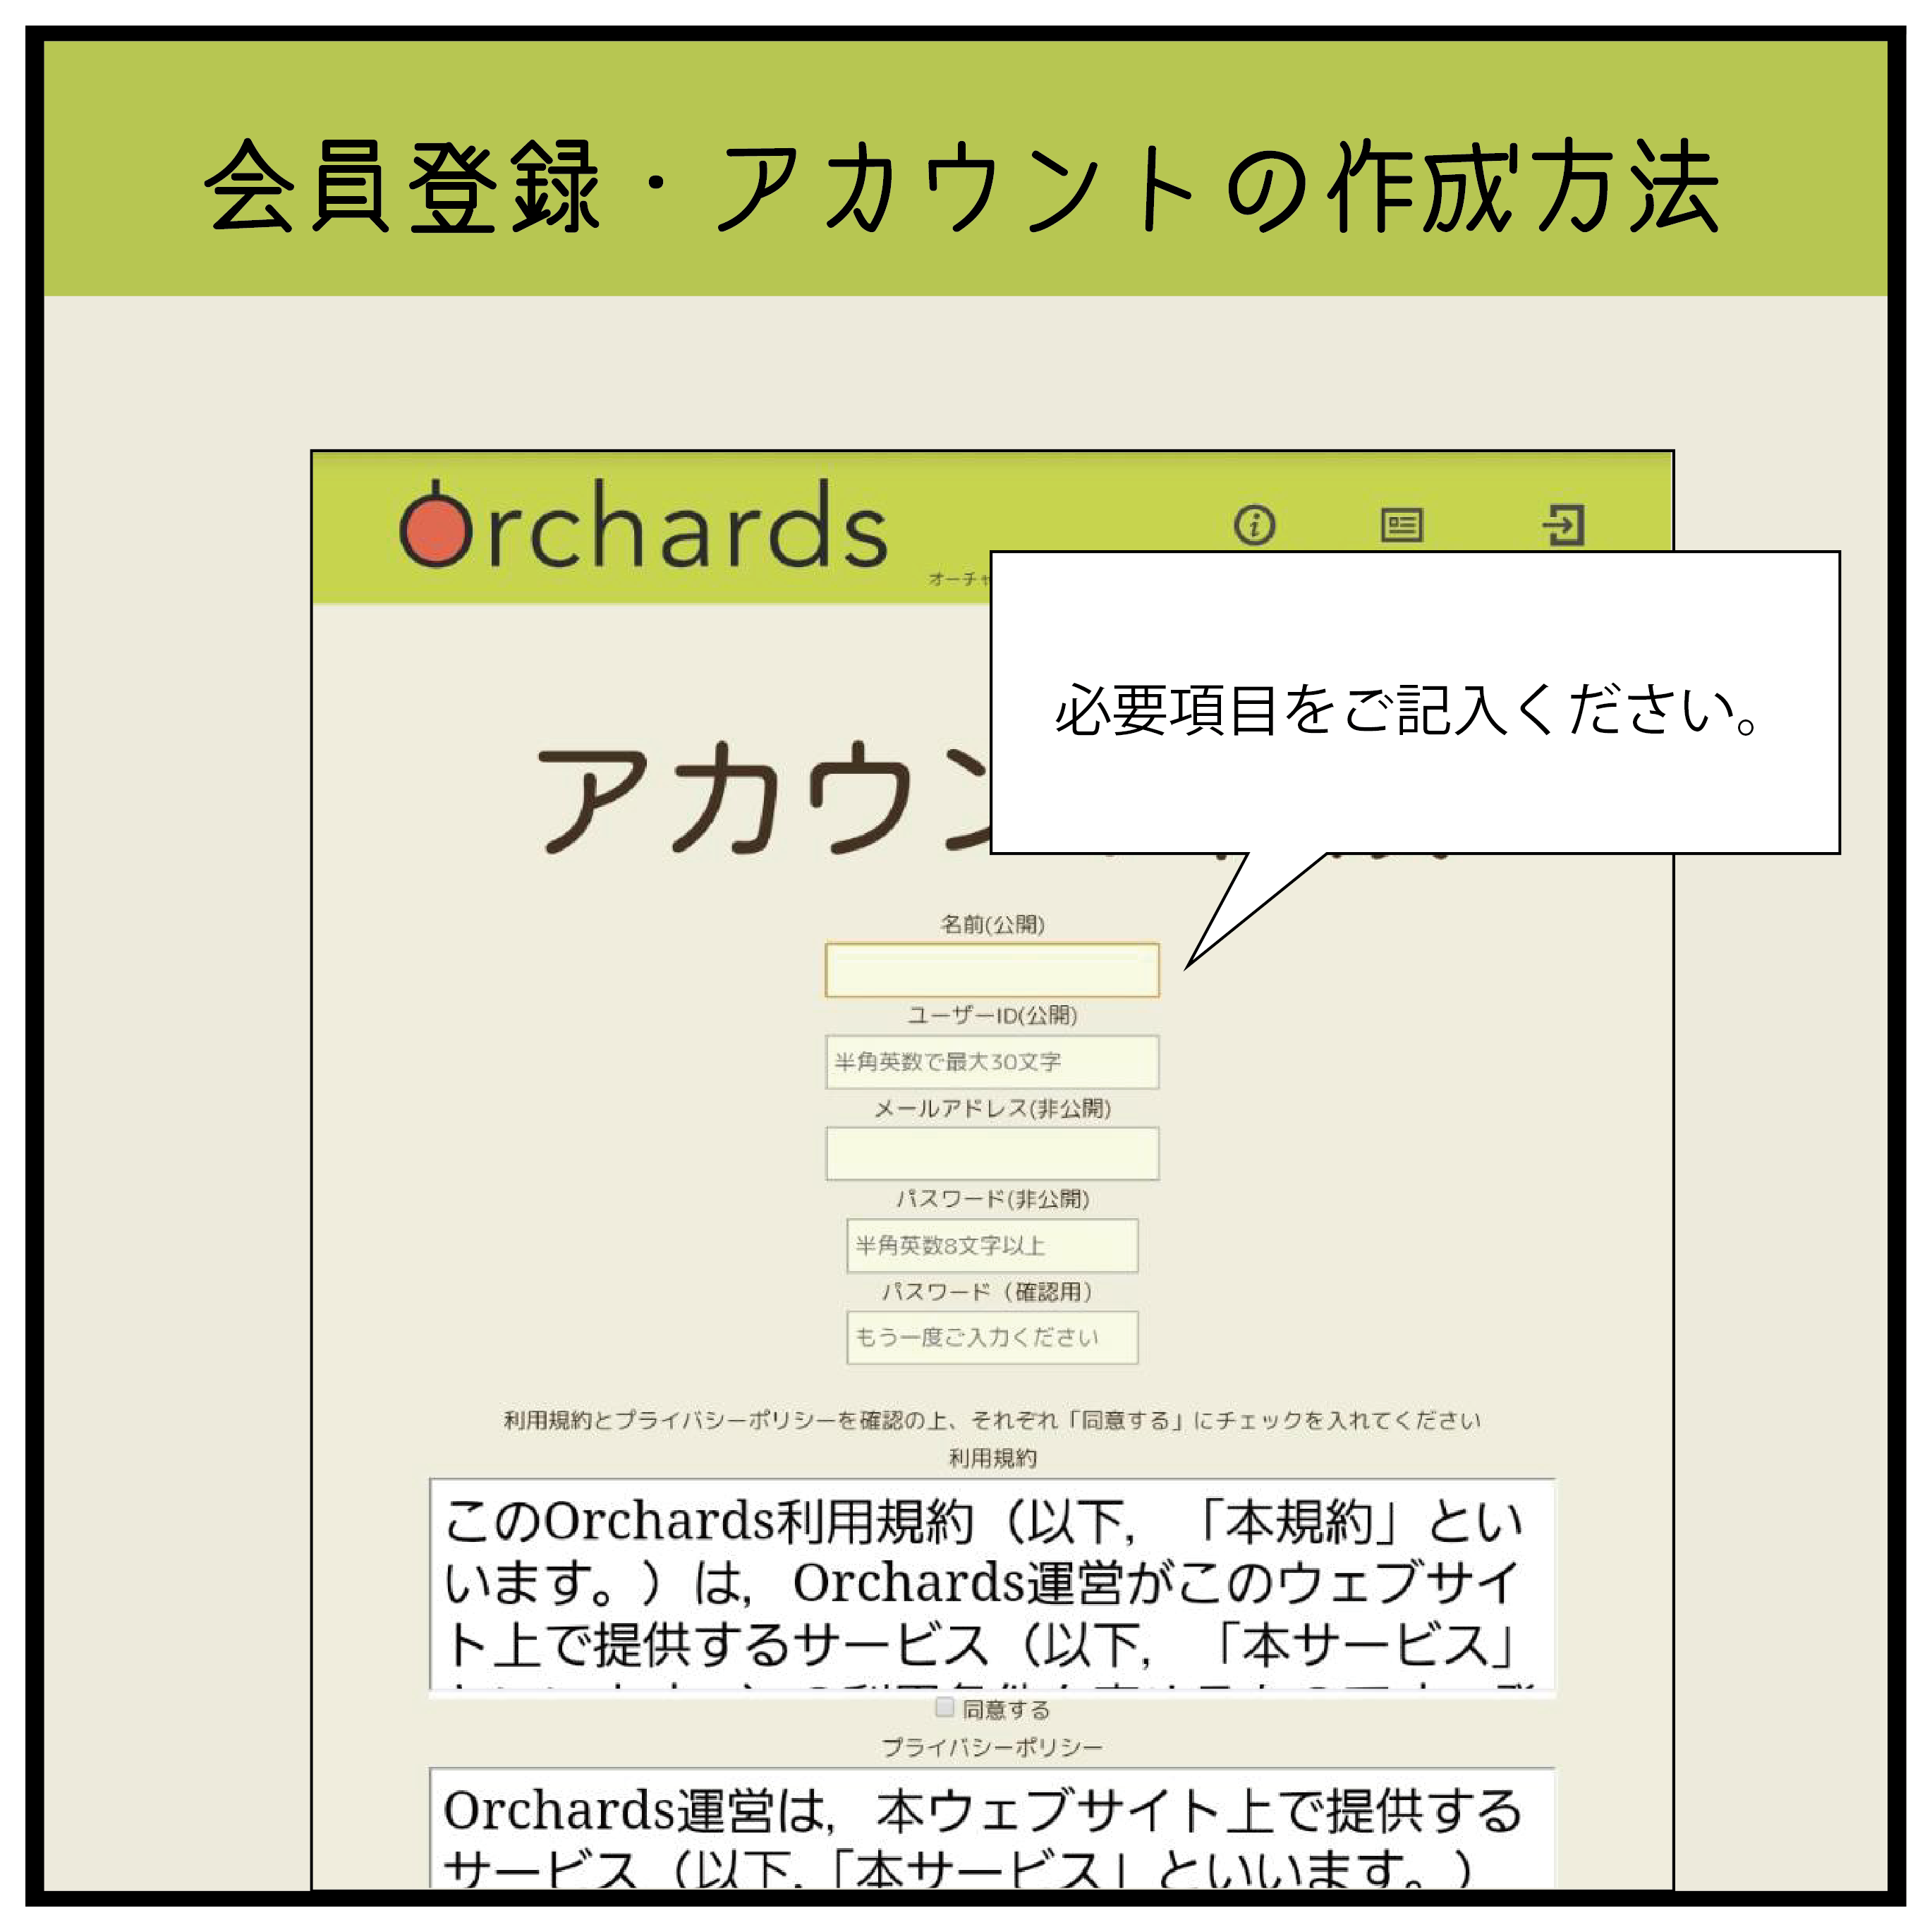 会員登録・アカウントの作成方法
Orchards
オーチャ
必要項目をご記入ください。
アカウン
名前(公開)
ユーザーID(公開)
半角英数で最大30文字
メールアドレス(非公開)
パスワード(非公開)
半角英数8文字以上
パスワード（確認用）
もう一度ご入力ください
利用規約とプライバシーポリシーを確認の上、それぞれ「同意する」にチェックを入れてください
利用規約
このOrchards利用規約（以下，「本規約」とい
います。）は，Orchards運営がこのウェブサイ
ト上で提供するサービス（以下，「本サービス」
同意する
プライバシーポリシー
Orchards運営は，本ウェブサイト上で提供する
サービス（以下,「本サービス」といいます。）